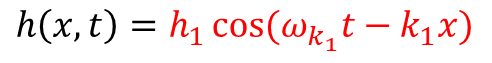 h(x, t) = h₁ cos(ω_{k₁}t − k₁x)